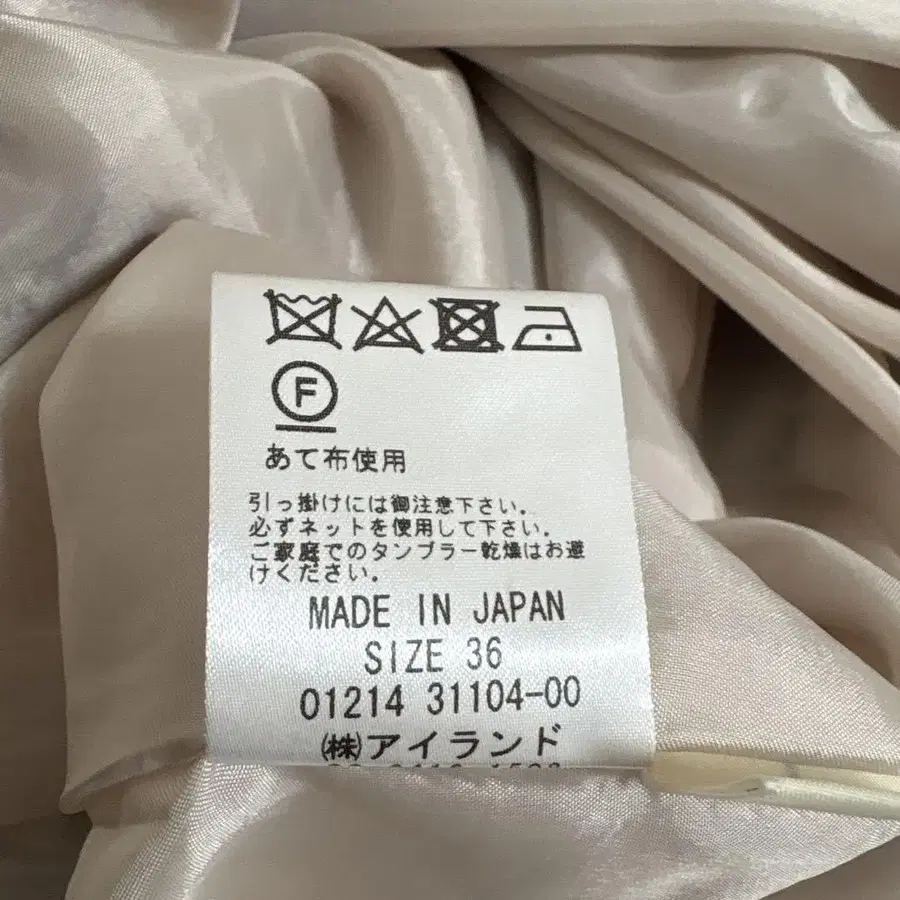 F
あて布使用
引っ掛けには御注意下さい。
必ずネットを使用して下さい。
ご家庭でのタンブラー乾燥はお避
けください。
MADE IN JAPAN
SIZE 36
01214 31104-00
㈱アイランド